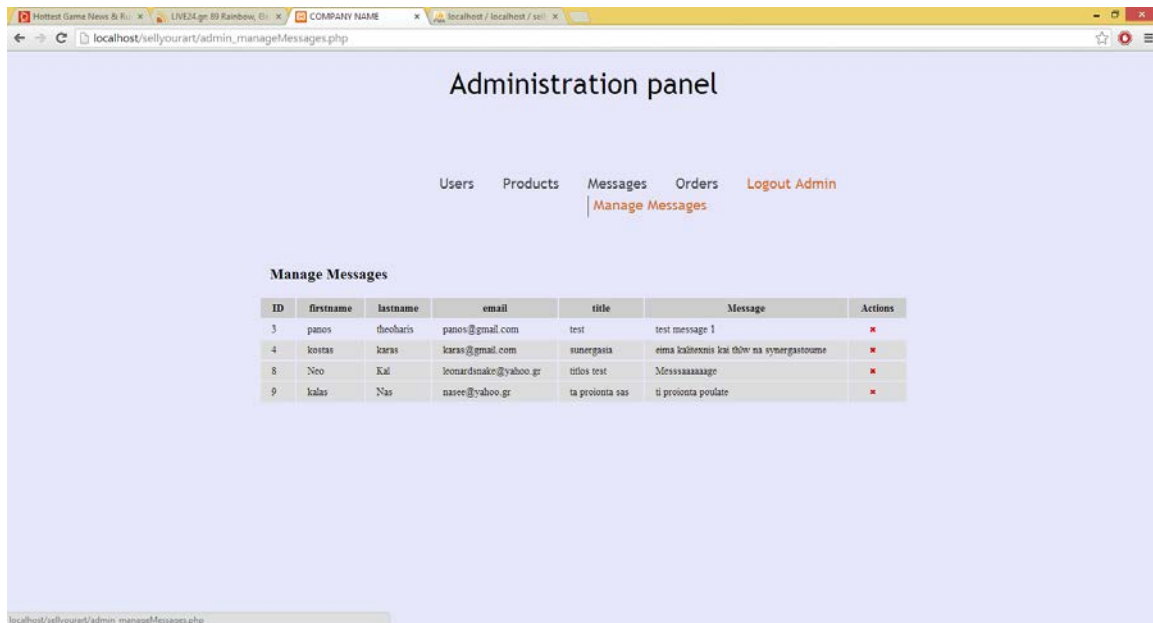 Hottest Game News & Ru
LIVE24.gr: 89 Rainbow,
COMPANY NAME
localhost / localhost / sell
localhost/sellyourart/admin_manageMessages.php
Administration panel
Users Products Messages Orders Logout Admin
Manage Messages
Manage Messages
ID firstname lastname email title Message Actions
3 panos theoharis panos@gmail.com test test message 1
4 kostas karas karas@gmail.com sunergasia eima kalitexnis kai thlw na synergastoume
8 Neo Kal leonardsnake@yahoo.gr titlos test Messsaaaaaage
9 kalas Nas nasee@yahoo.gr ta proionta sas ti proionta poulate
localhost/sellyourart/admin_manageMessages.php